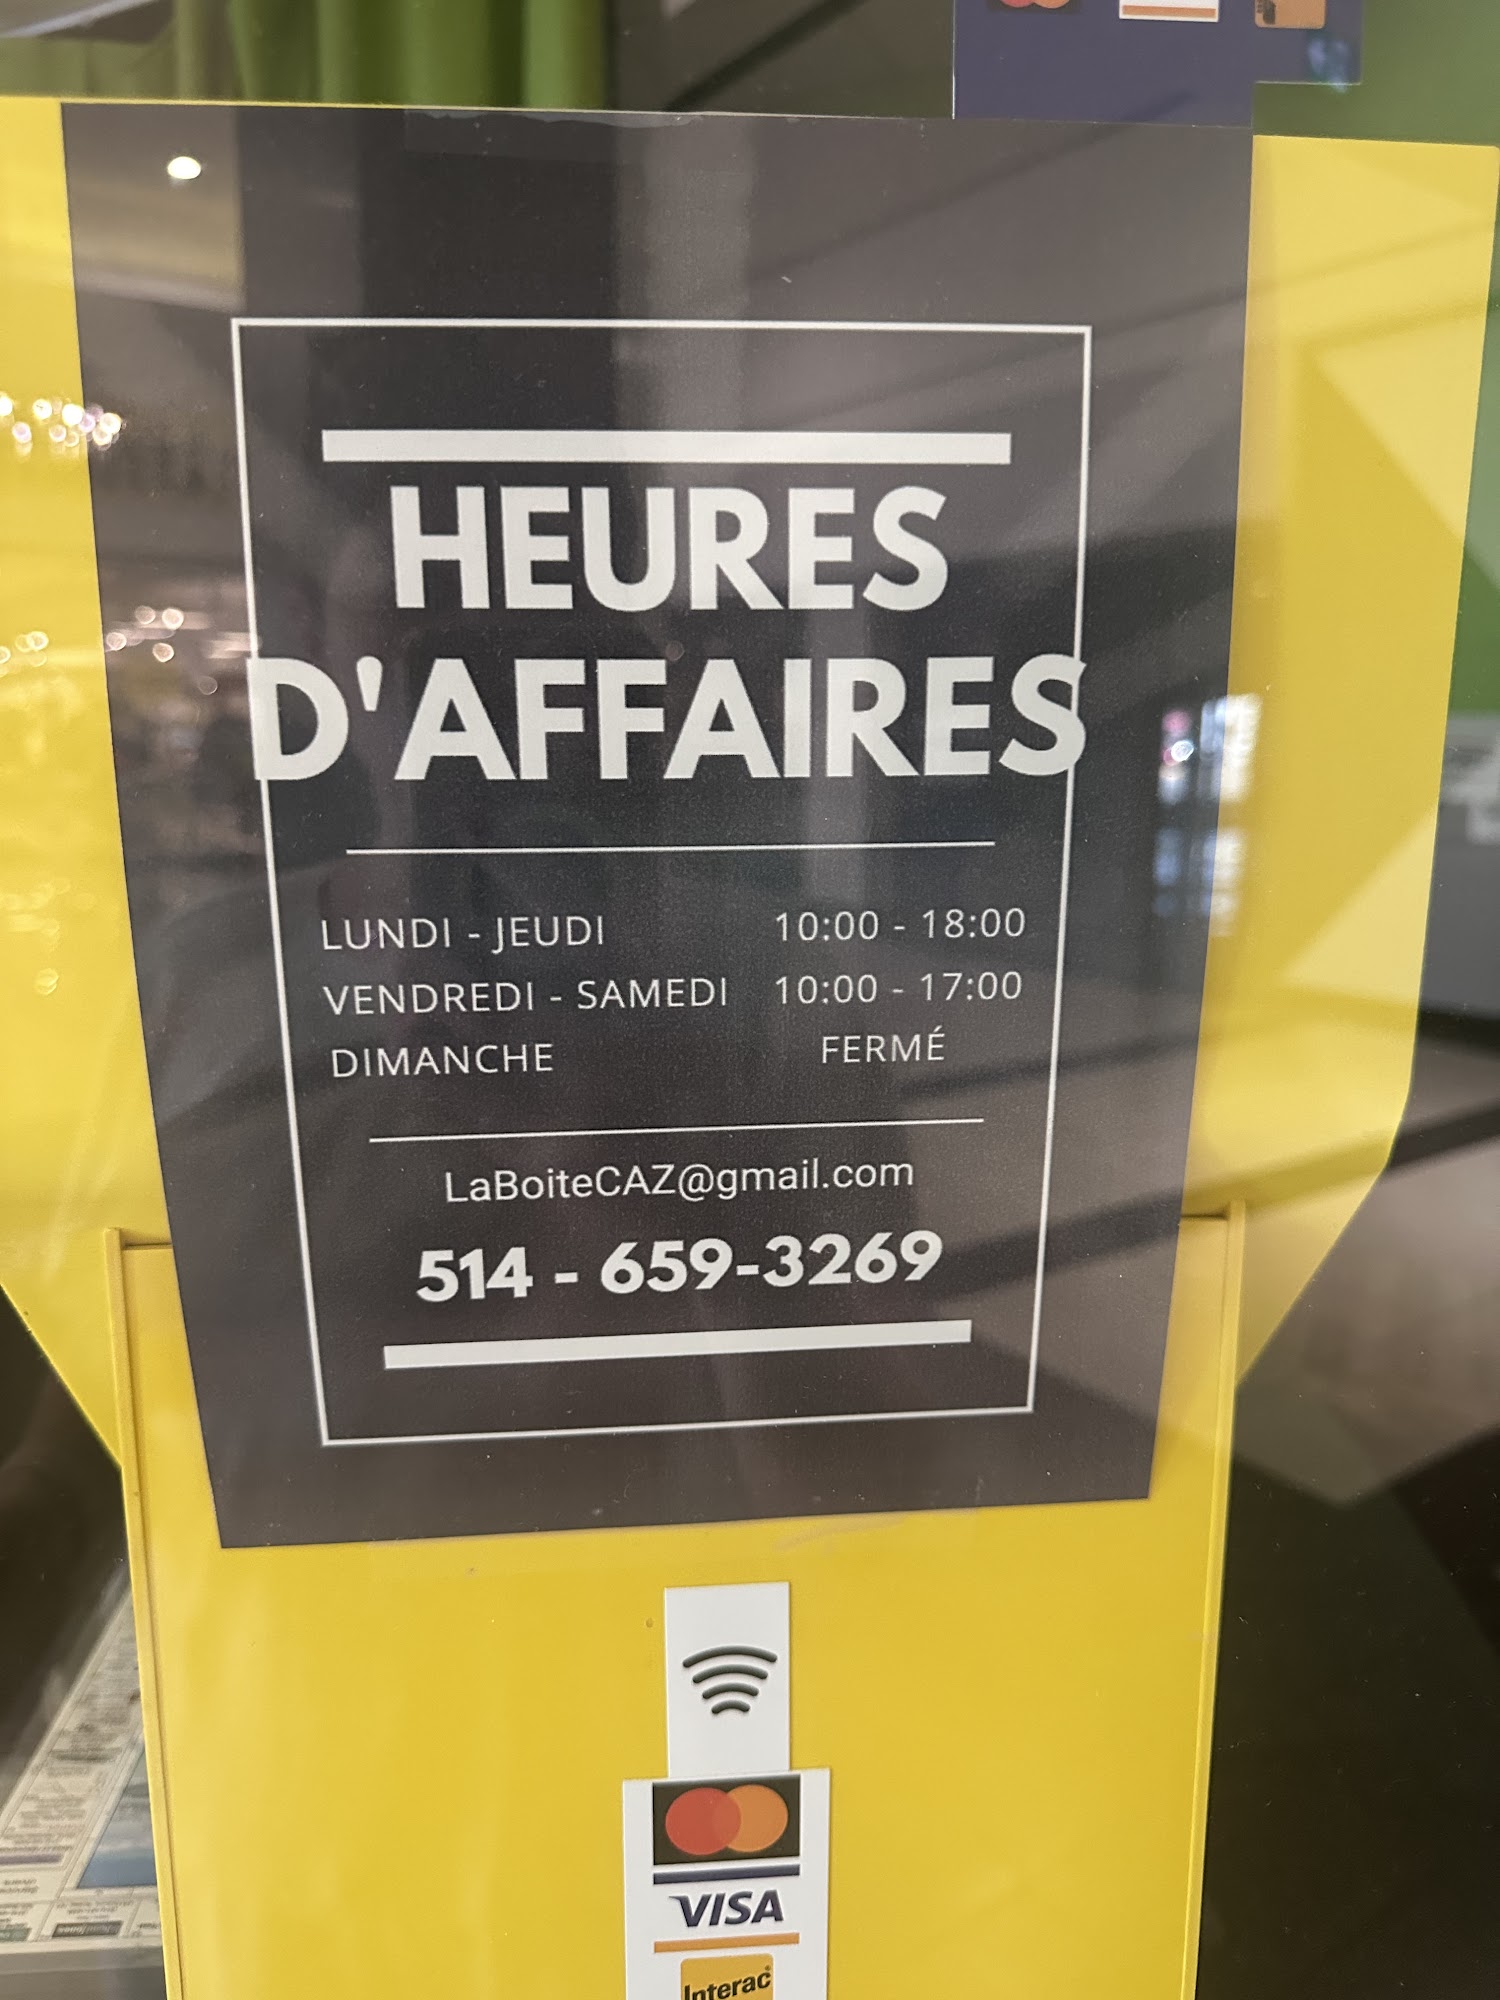 HEURES
D'AFFAIRES
LUNDI - JEUDI 10:00 - 18:00
VENDREDI - SAMEDI 10:00 - 17:00
DIMANCHE FERMÉ
LaBoiteCAZ@gmail.com
514 - 659-3269
VISA
Interac